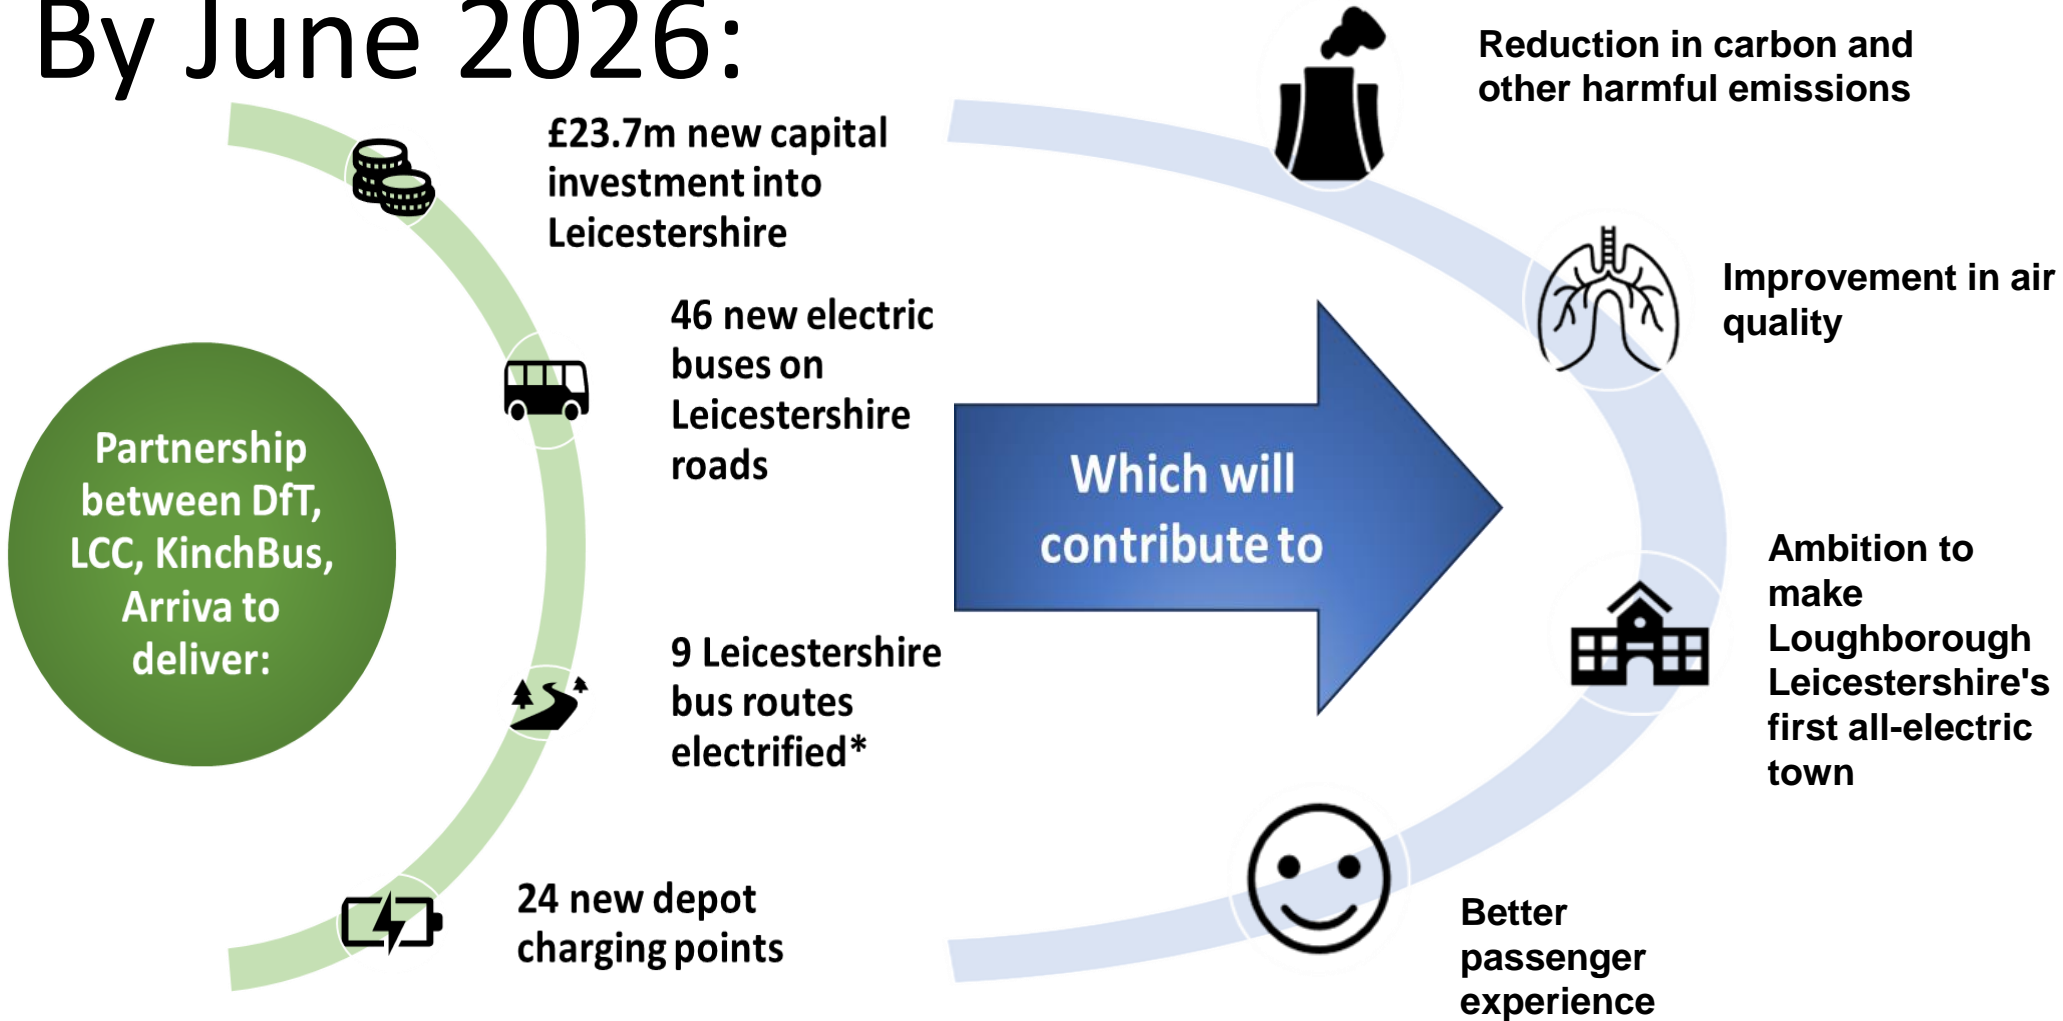 By June 2026:
Partnership
between DfT,
LCC, KinchBus,
Arriva to
deliver:
£23.7m new capital
investment into
Leicestershire
46 new electric
buses on
Leicestershire
roads
9 Leicestershire
bus routes
electrified*
24 new depot
charging points
Which will
contribute to
Reduction in carbon and
other harmful emissions
Improvement in air
quality
Ambition to
make
Loughborough
Leicestershire's
first all-electric
town
Better
passenger
experience